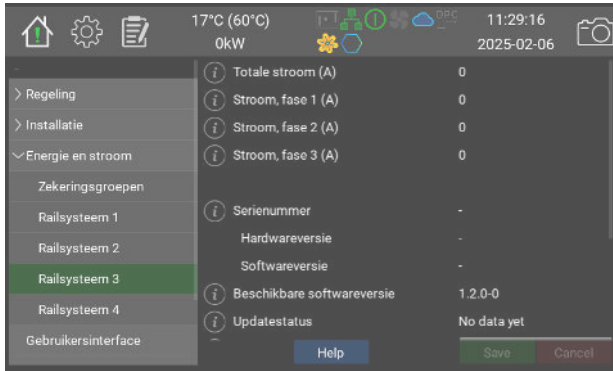 17°C (60°C)
0kW
11:29:16
2025-02-06
> Regeling
> Installatie
Energie en stroom
Zekeringsgroepen
Railsysteem 1
Railsysteem 2
Railsysteem 3
Railsysteem 4
Gebruikersinterface
Totale stroom (A) 0
Stroom, fase 1 (A) 0
Stroom, fase 2 (A) 0
Stroom, fase 3 (A) 0
Serienummer -
Hardwareversie -
Softwareversie -
Beschikbare softwareversie 1.2.0-0
Updatestatus No data yet
Help Save Cancel